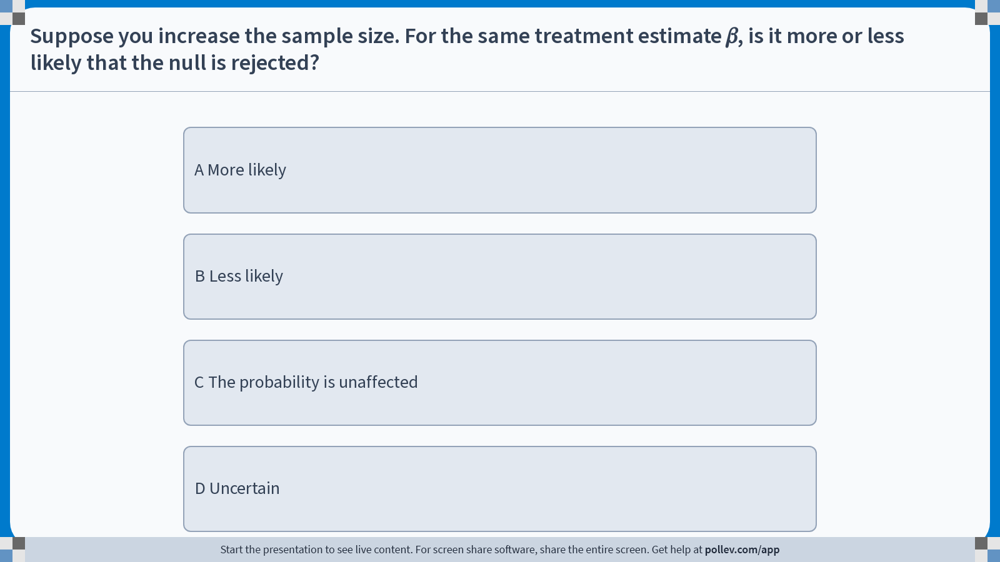 Suppose you increase the sample size. For the same treatment estimate β, is it more or less
likely that the null is rejected?
A More likely
B Less likely
C The probability is unaffected
D Uncertain
Start the presentation to see live content. For screen share software, share the entire screen. Get help at pollev.com/app